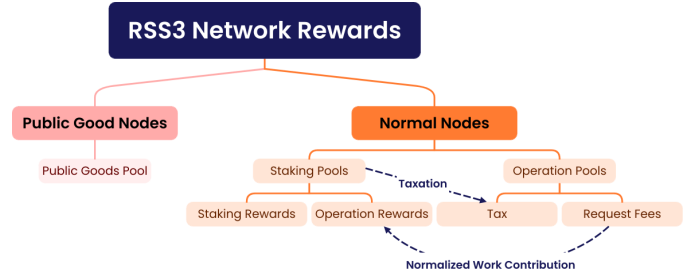 RSS3 Network Rewards
Public Good Nodes
Normal Nodes
Public Goods Pool
Staking Pools
Taxation
Operation Pools
Staking Rewards
Operation Rewards
Tax
Request Fees
Normalized Work Contribution